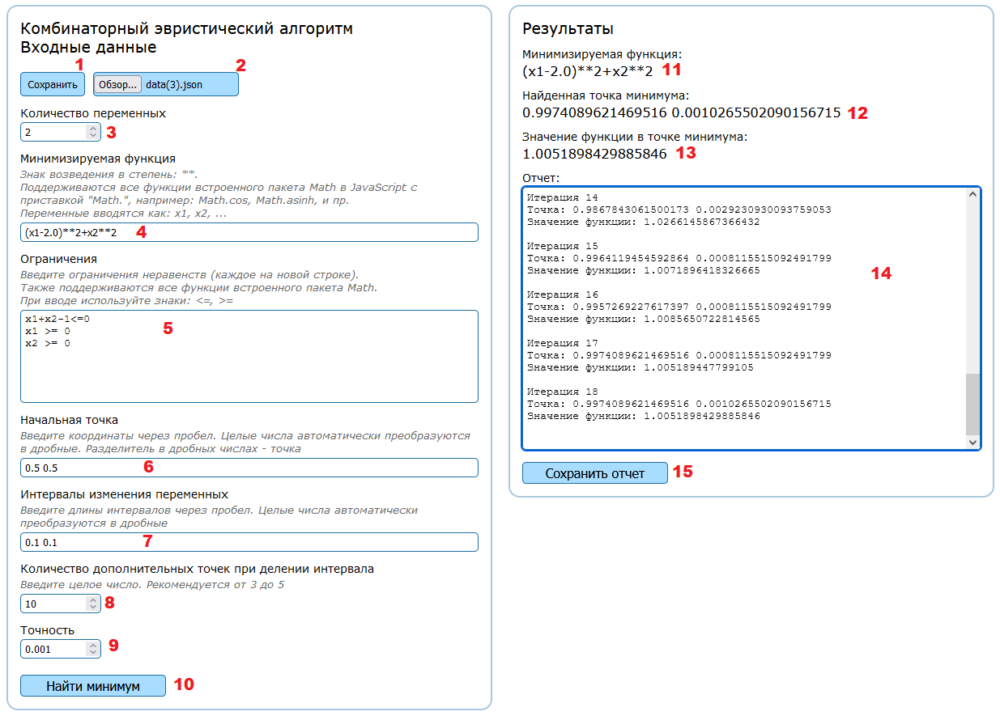 Комбинаторный эвристический алгоритм
Входные данные
1
2
Сохранить
Обзор... data(3).json
Количество переменных
2
3
Минимизируемая функция
Знак возведения в степень: **.
Поддерживаются все функции встроенного пакета Math в JavaScript с
приставкой "Math.", например: Math.cos, Math.asinh, и пр.
Переменные вводятся как: x1, x2, ...
(x1-2.0)**2+x2**2 4
Ограничения
Введите ограничения неравенств (каждое на новой строке).
Также поддерживаются все функции встроенного пакета Math.
При вводе используйте знаки: <=, >=
x1+x2-1<=0
x1 >= 0
x2 >= 0
5
Начальная точка
Введите координаты через пробел. Целые числа автоматически преобразуются
в дробные. Разделитель в дробных числах - точка
0.5 0.5 6
Интервалы изменения переменных
Введите длины интервалов через пробел. Целые числа автоматически
преобразуются в дробные
0.1 0.1 7
Количество дополнительных точек при делении интервала
Введите целое число. Рекомендуется от 3 до 5
10 8
Точность
0.001 9
Найти минимум 10
Результаты
Минимизируемая функция:
(x1-2.0)**2+x2**2 11
Найденная точка минимума:
0.9974089621469516 0.0010265502090156715 12
Значение функции в точке минимума:
1.0051898429885846 13
Отчет:
Итерация 14
Точка: 0.9867843061500173 0.0029230930093759053
Значение функции: 1.0266145867366432
Итерация 15
Точка: 0.9964119454592864 0.0008115515092491799
Значение функции: 1.0071896418326665
14
Итерация 16
Точка: 0.9957269227617397 0.0008115515092491799
Значение функции: 1.0085650722814565
Итерация 17
Точка: 0.9974089621469516 0.0008115515092491799
Значение функции: 1.005189447799105
Итерация 18
Точка: 0.9974089621469516 0.0010265502090156715
Значение функции: 1.0051898429885846
Сохранить отчет 15